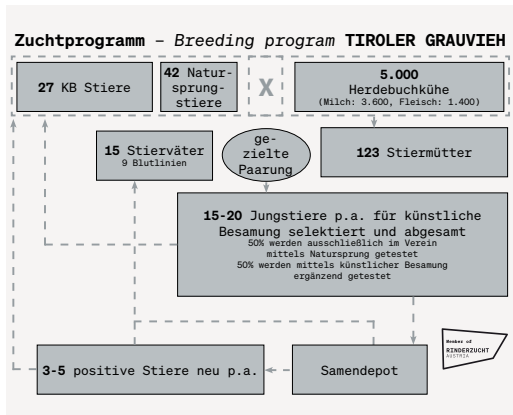 Zuchtprogramm – Breeding program TIROLER GRAUVIEH
27 KB Stiere
42 Natur-
sprung-
stiere
X
5.000
Herdebuchkühe
(Milch: 3.600, Fleisch: 1.400)
15 Stierväter
9 Blutlinien
ge-
zielte
Paarung
123 Stiermütter
15-20 Jungstiere p.a. für künstliche
Besamung selektiert und abgesamt
50% werden ausschließlich im Verein
mittels Natursprung getestet
50% werden mittels künstlicher Besamung
ergänzend getestet
3-5 positive Stiere neu p.a.
Samendepot
Member of
RINDERZUCHT
AUSTRIA